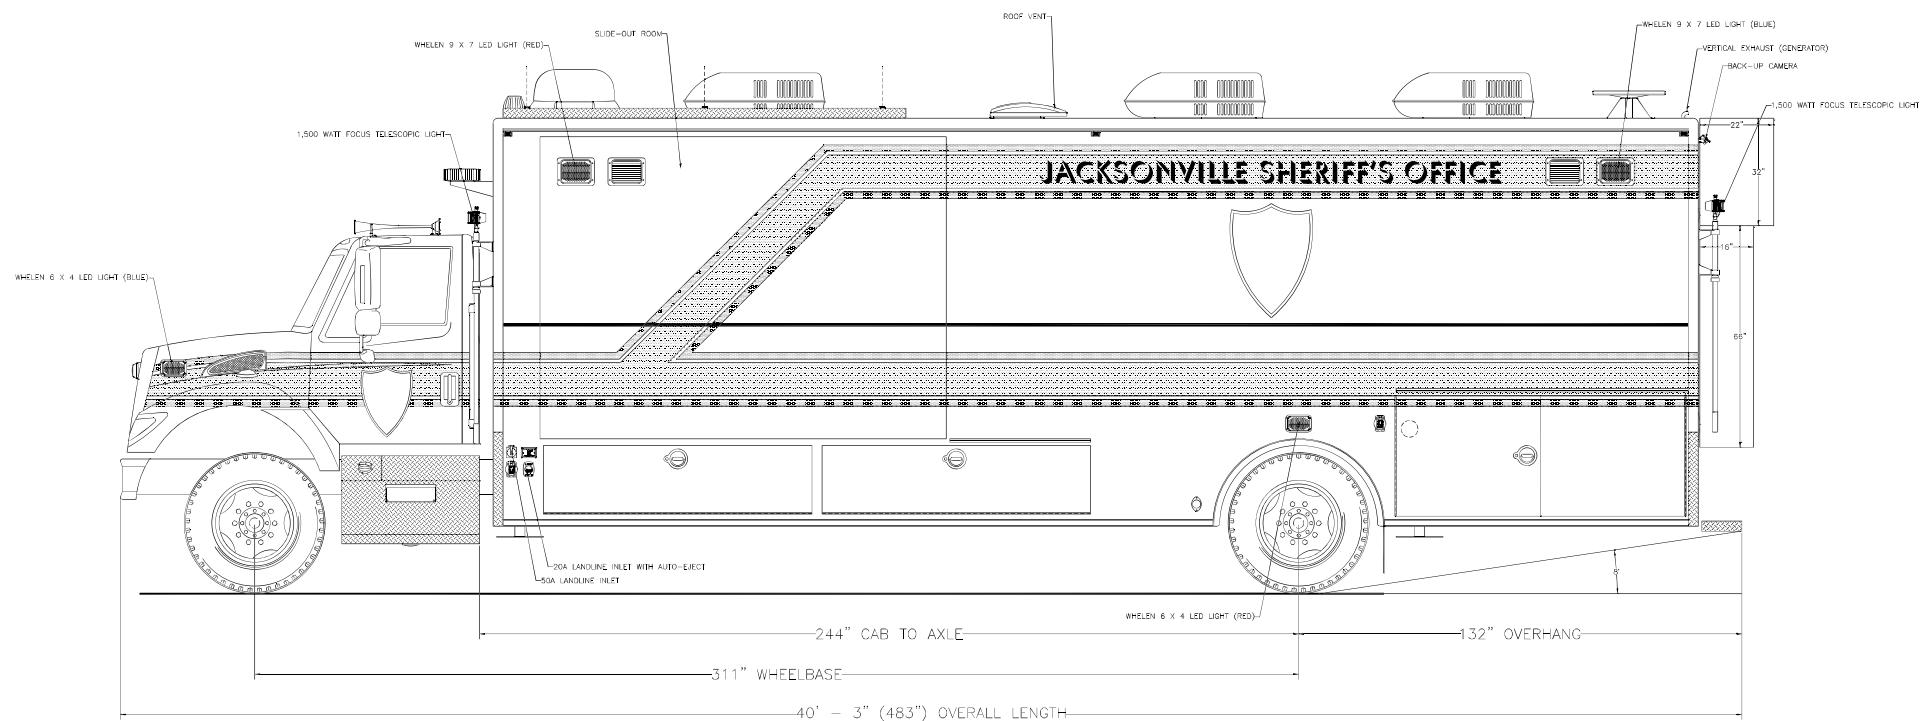 ROOF VENT
WHELEN 9 X 7 LED LIGHT (BLUE)
SLIDE-OUT ROOM
WHELEN 9 X 7 LED LIGHT (RED)
VERTICAL EXHAUST (GENERATOR)
BACK-UP CAMERA
1,500 WATT FOCUS TELESCOPIC LIGHT
22"
1,500 WATT FOCUS TELESCOPIC LIGHT
JACKSONVILLE SHERIFF'S OFFICE
32"
16"
WHELEN 6 X 4 LED LIGHT (BLUE)
66"
20A LANDLINE INLET WITH AUTO-EJECT
50A LANDLINE INLET
8°
WHELEN 6 X 4 LED LIGHT (RED)
244" CAB TO AXLE
132" OVERHANG
311" WHEELBASE
40' - 3" (483") OVERALL LENGTH